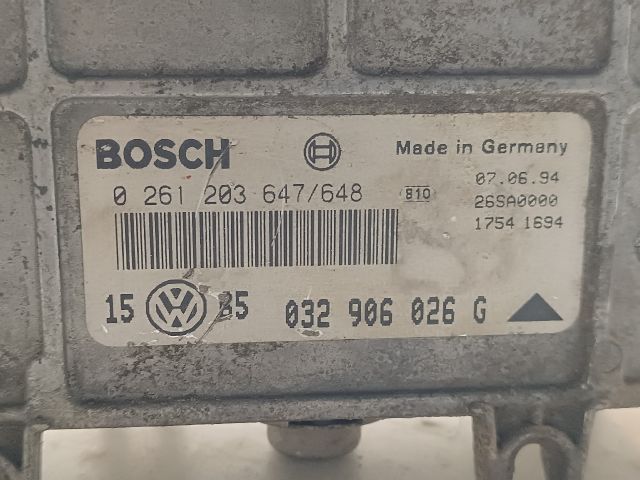 BOSCH
Made in Germany
0 261 203 647/648
810
07.06.94
26SA0000
1754 1694
15 VW 85 032 906 026 G